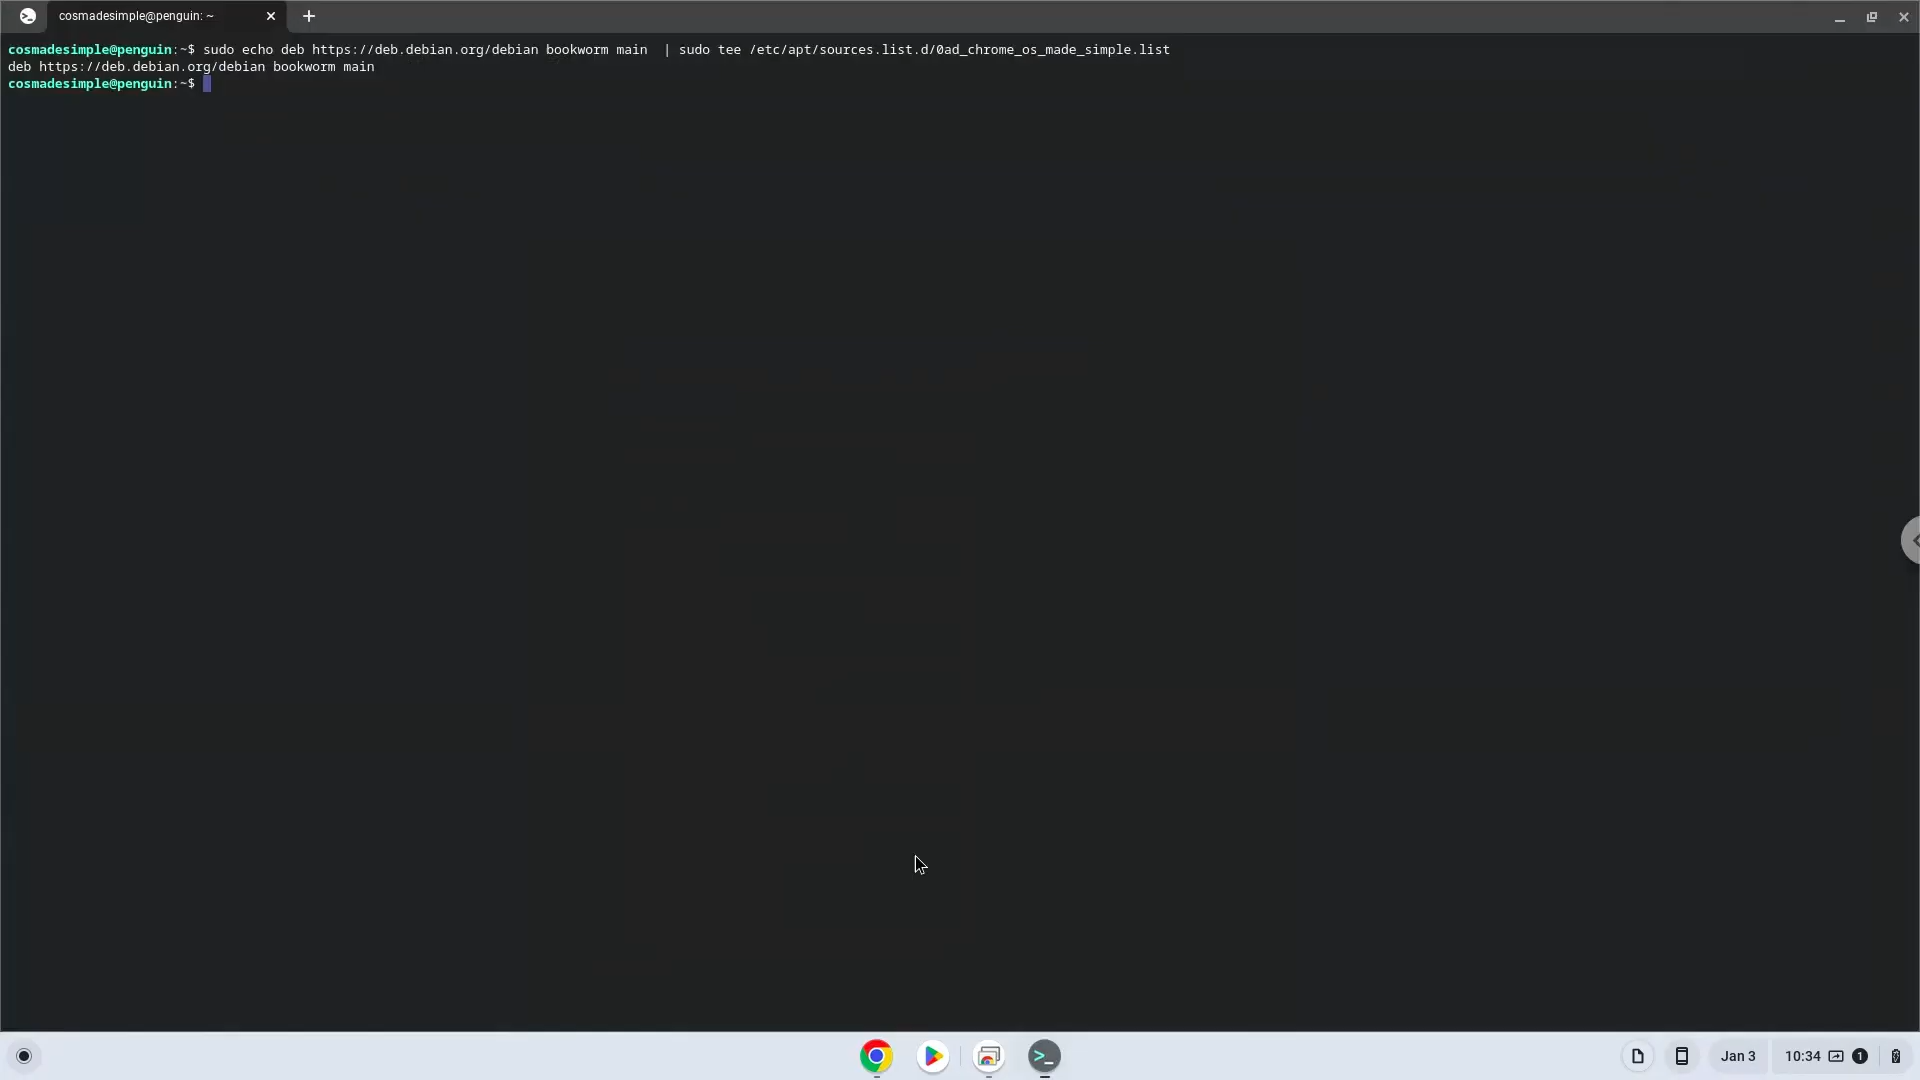 cosmadesimple@penguin: ~
cosmadesimple@penguin:~$ sudo echo deb https://deb.debian.org/debian bookworm main  | sudo tee /etc/apt/sources.list.d/0ad_chrome_os_made_simple.list
deb https://deb.debian.org/debian bookworm main
cosmadesimple@penguin:~$
Jan 3
10:34
1